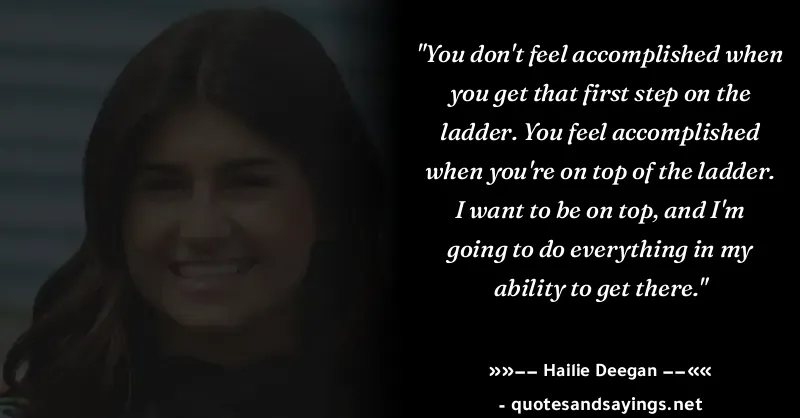 "You don't feel accomplished when
you get that first step on the
ladder. You feel accomplished
when you're on top of the ladder.
I want to be on top, and I'm
going to do everything in my
ability to get there."
»»−− Hailie Deegan −−««
- quotesandsayings.net